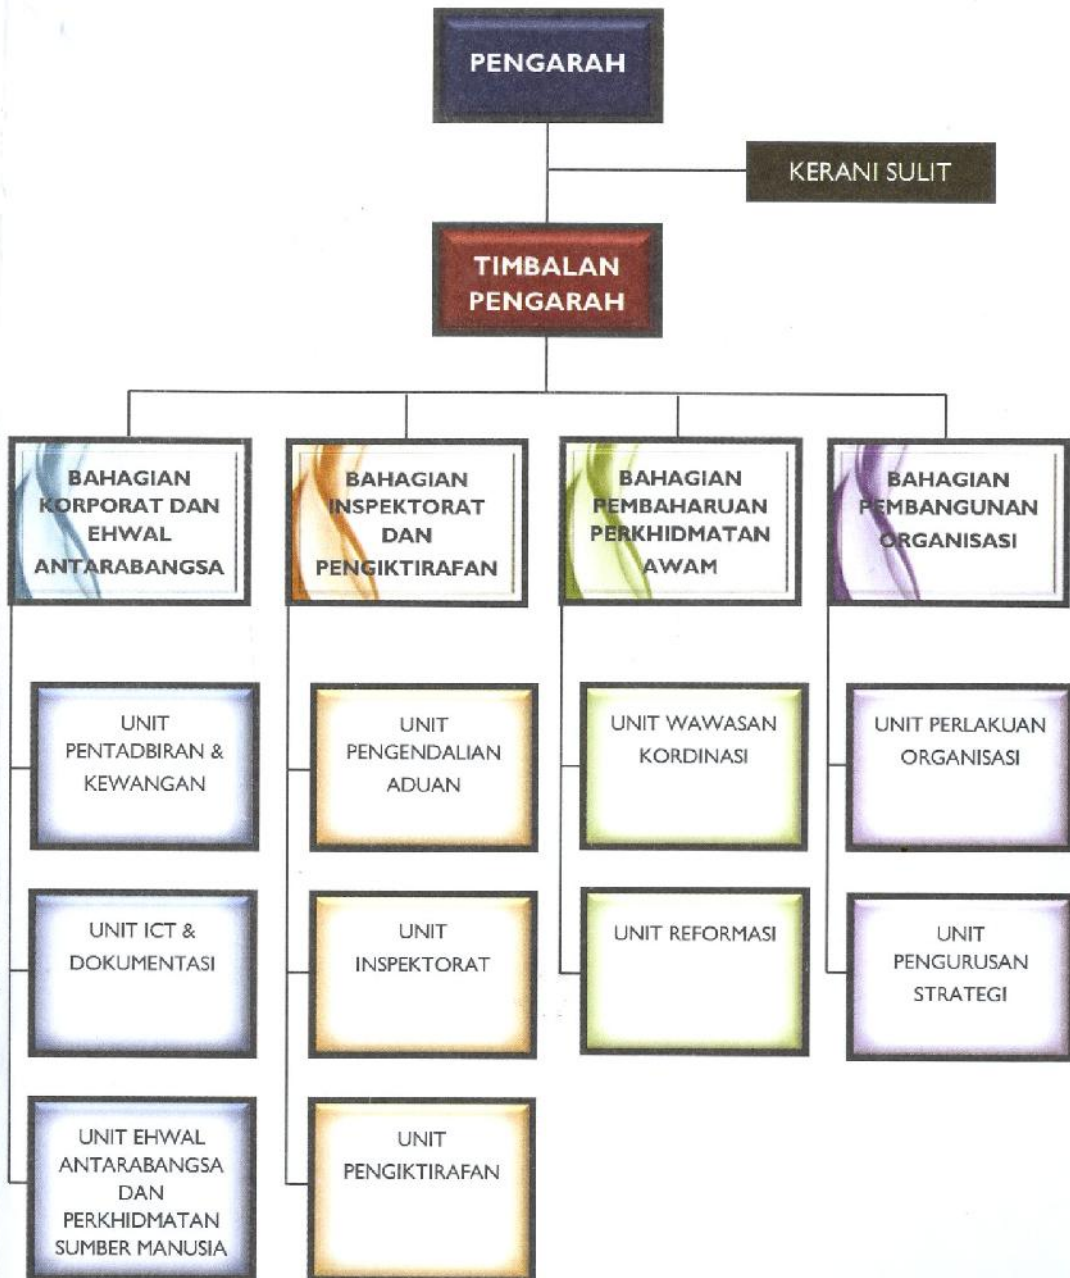 PENGARAH
KERANI SULIT
TIMBALAN
PENGARAH
BAHAGIAN
KORPORAT DAN
EHWAL
ANTARABANGSA
BAHAGIAN
INSPEKTORAT
DAN
PENGIKTIRAFAN
BAHAGIAN
PEMBAHARUAN
PERKHIDMATAN
AWAM
BAHAGIAN
PEMBANGUNAN
ORGANISASI
UNIT
PENTADBIRAN &
KEWANGAN
UNIT
PENGENDALIAN
ADUAN
UNIT WAWASAN
KORDINASI
UNIT PERLAKUAN
ORGANISASI
UNIT ICT &
DOKUMENTASI
UNIT
INSPEKTORAT
UNIT REFORMASI
UNIT
PENGURUSAN
STRATEGI
UNIT EHWAL
ANTARABANGSA
DAN
PERKHIDMATAN
SUMBER MANUSIA
UNIT
PENGIKTIRAFAN